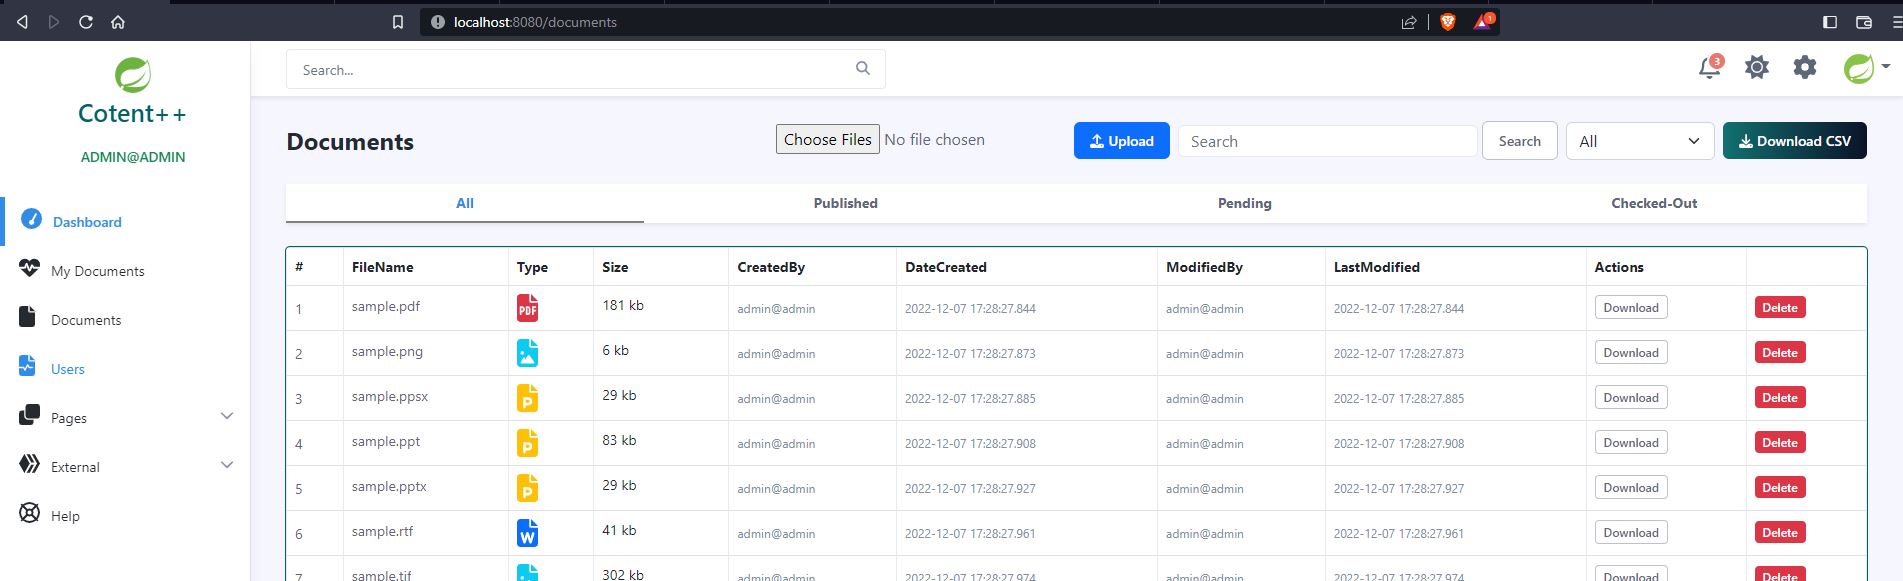 localhost:8080/documents
1
Cotent++
ADMIN@ADMIN
Dashboard
My Documents
Documents
Users
Pages
External
Help
Search...
3
Documents
Choose Files No file chosen
Upload
Search
Search
All
Download CSV
All Published Pending Checked-Out
# FileName Type Size CreatedBy DateCreated ModifiedBy LastModified Actions
1 sample.pdf PDF 181 kb admin@admin 2022-12-07 17:28:27.844 admin@admin 2022-12-07 17:28:27.844 Download Delete
2 sample.png 6 kb admin@admin 2022-12-07 17:28:27.873 admin@admin 2022-12-07 17:28:27.873 Download Delete
3 sample.ppsx P 29 kb admin@admin 2022-12-07 17:28:27.885 admin@admin 2022-12-07 17:28:27.885 Download Delete
4 sample.ppt P 83 kb admin@admin 2022-12-07 17:28:27.908 admin@admin 2022-12-07 17:28:27.908 Download Delete
5 sample.pptx P 29 kb admin@admin 2022-12-07 17:28:27.927 admin@admin 2022-12-07 17:28:27.927 Download Delete
6 sample.rtf W 41 kb admin@admin 2022-12-07 17:28:27.961 admin@admin 2022-12-07 17:28:27.961 Download Delete
7 sample.tif 302 kb admin@admin 2022-12-07 17:28:27.974 admin@admin 2022-12-07 17:28:27.974 Download Delete